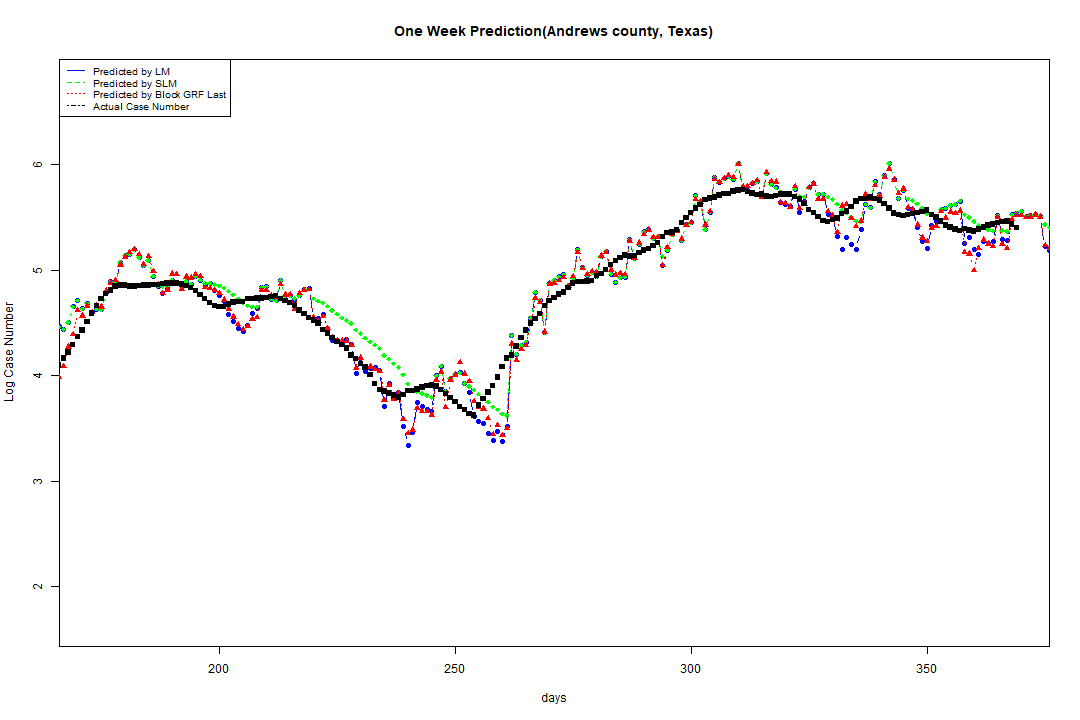 One Week Prediction(Andrews county, Texas)
Predicted by LM
Predicted by SLM
Predicted by Block GRF Last
Actual Case Number
6
5
4
3
2
Log Case Number
200
250
300
350
days